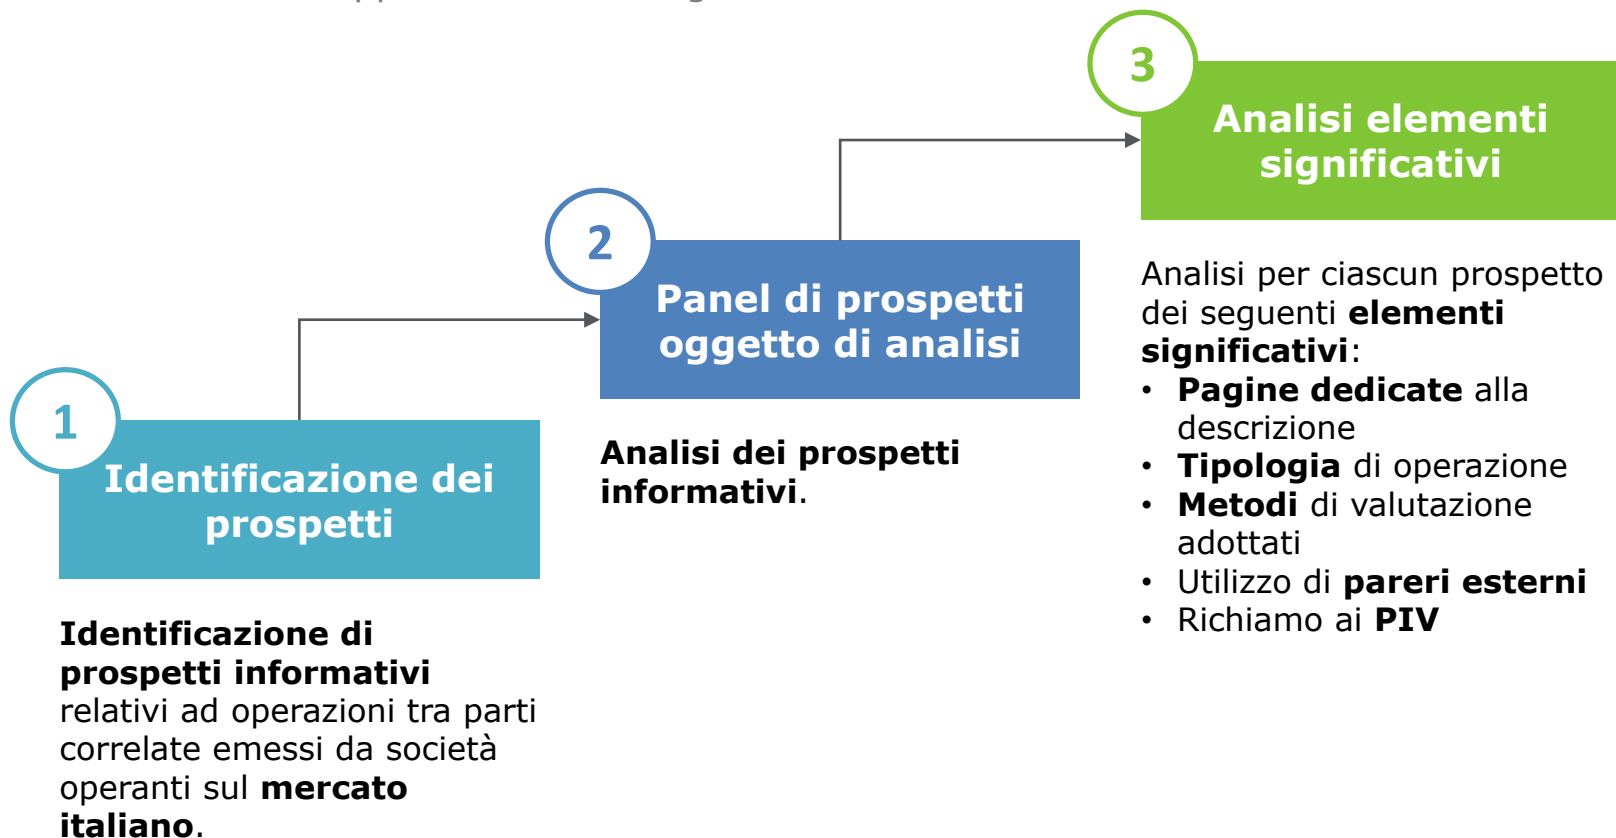 1
Identificazione dei
prospetti
Identificazione di
prospetti informativi
relativi ad operazioni tra parti
correlate emessi da società
operanti sul mercato
italiano.
2
Panel di prospetti
oggetto di analisi
Analisi dei prospetti
informativi.
3
Analisi elementi
significativi
Analisi per ciascun prospetto
dei seguenti elementi
significativi:
• Pagine dedicate alla
descrizione
• Tipologia di operazione
• Metodi di valutazione
adottati
• Utilizzo di pareri esterni
• Richiamo ai PIV